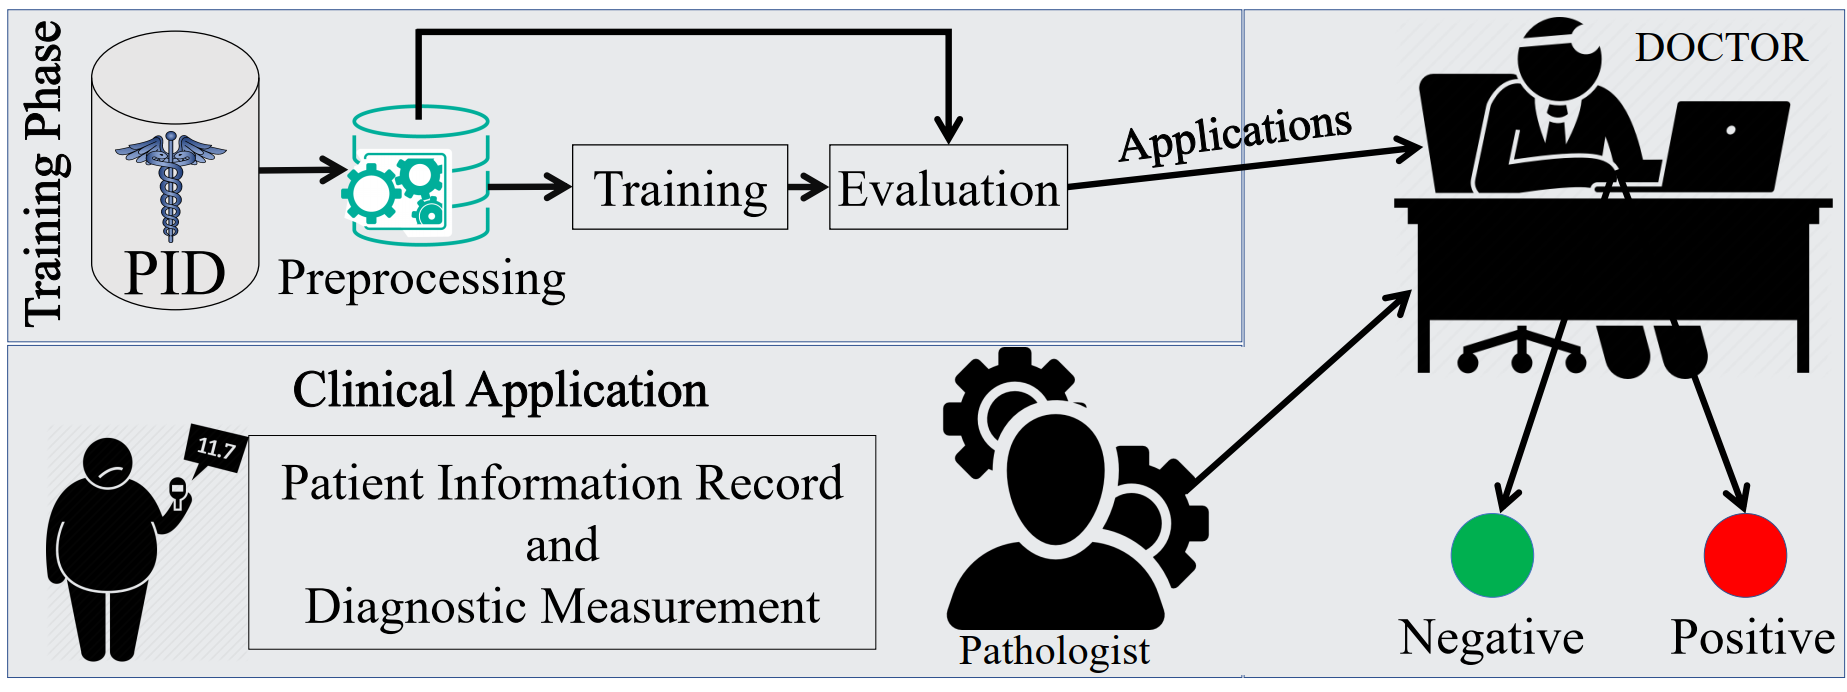 Training Phase
PID
Preprocessing
Training
Evaluation
Applications
DOCTOR
Clinical Application
11.7
Patient Information Record
and
Diagnostic Measurement
Pathologist
Negative
Positive